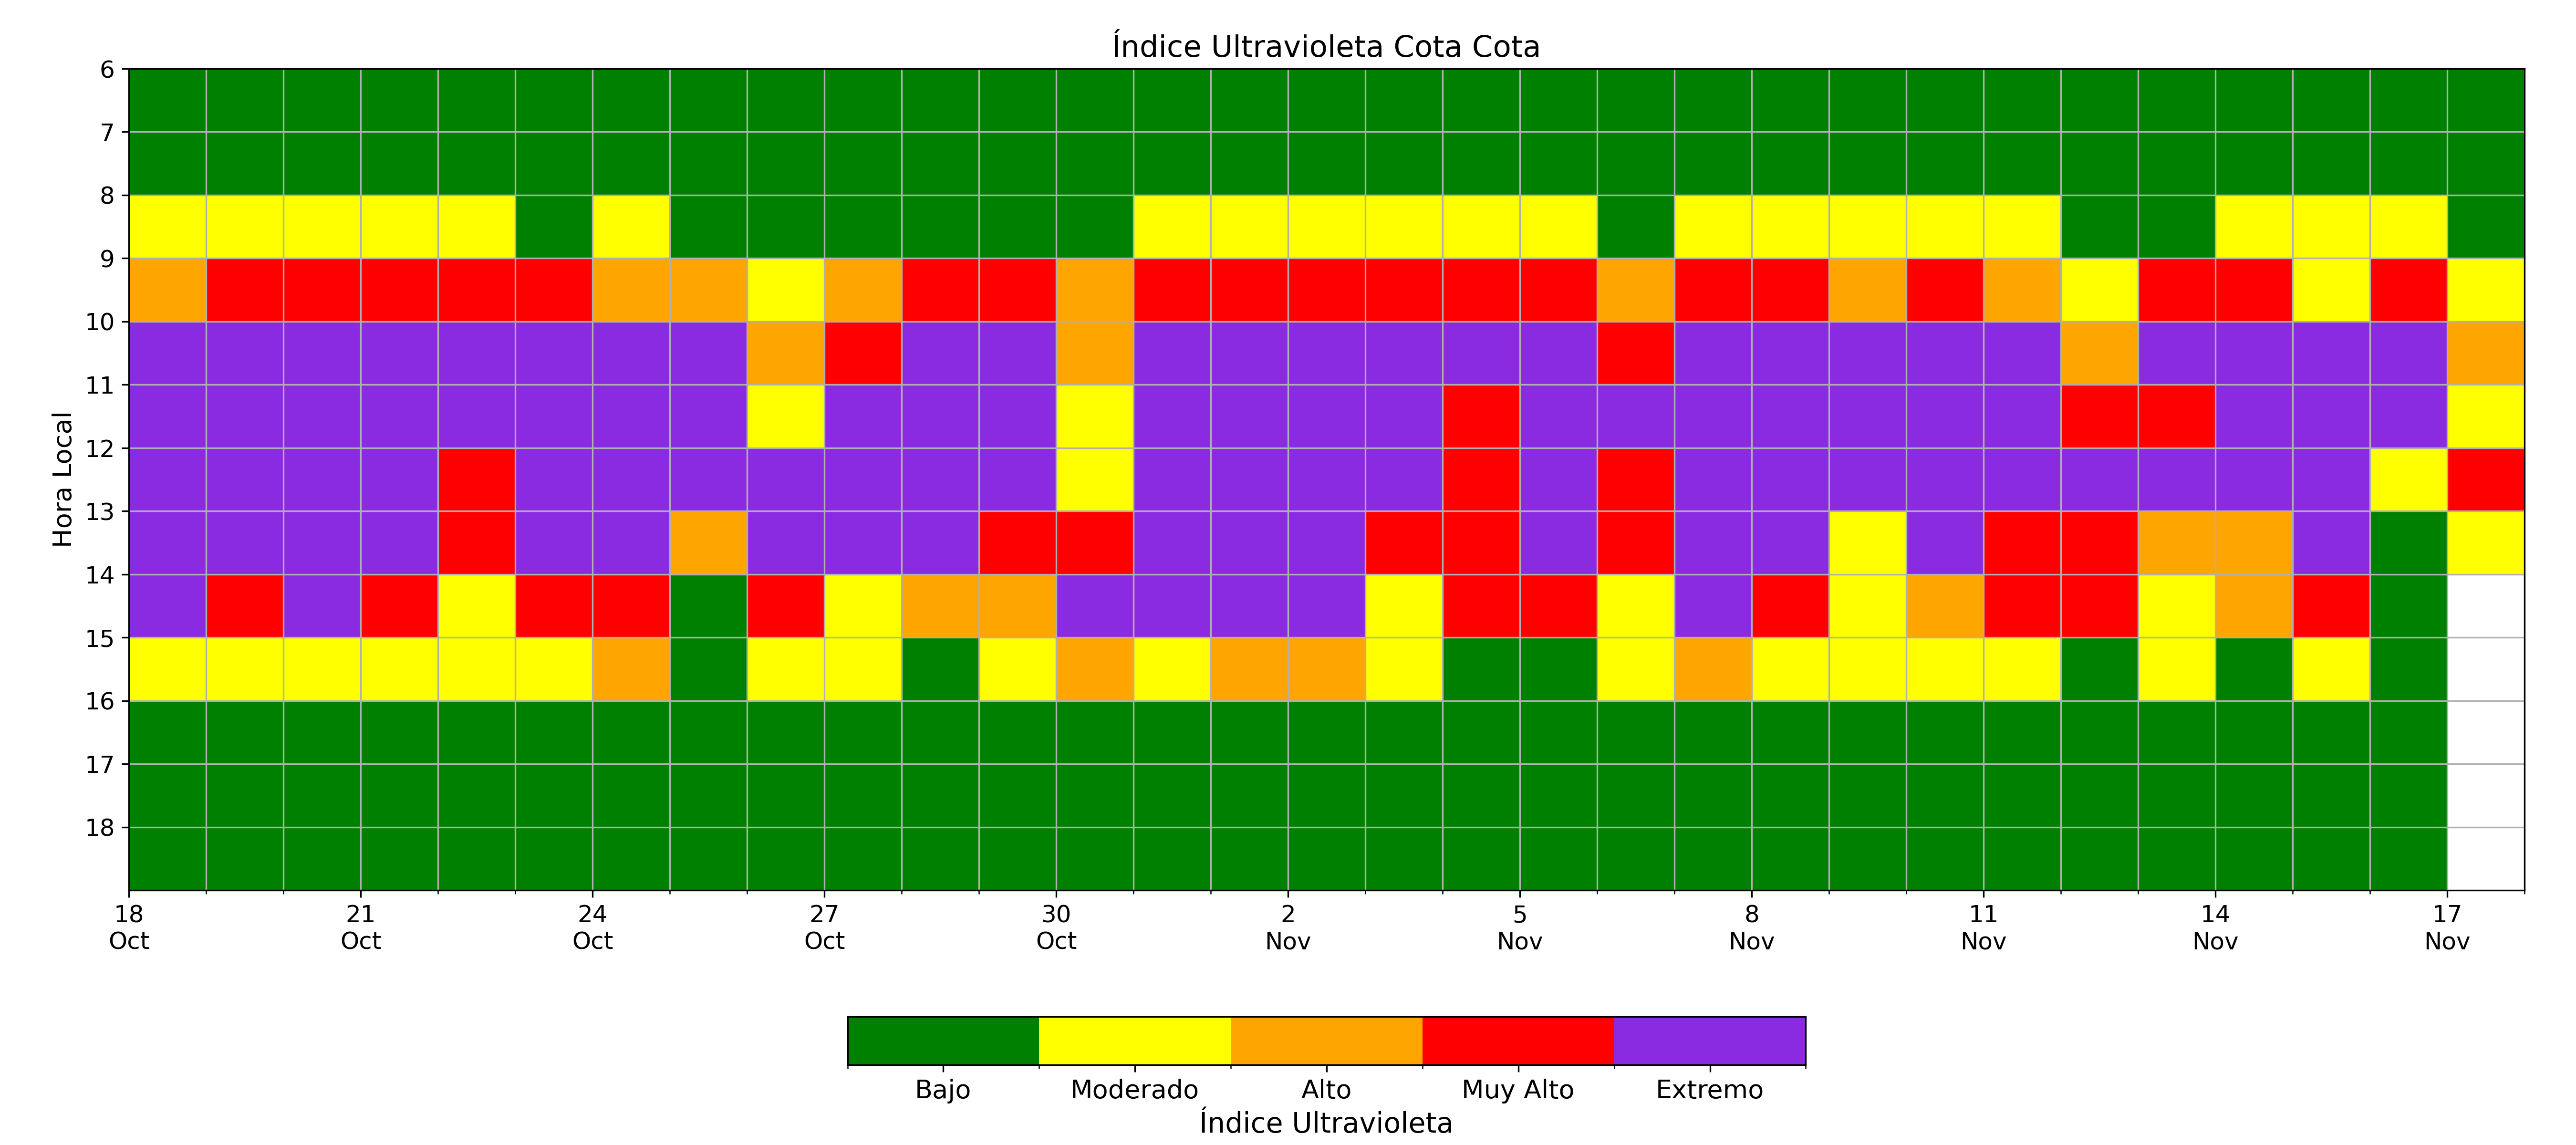 Índice Ultravioleta Cota Cota
Hora Local
6
7
8
9
10
11
12
13
14
15
16
17
18
18 21 24 27 30 2 5 8 11 14 117
Oct Oct Oct Oct Oct Nov Nov Nov Nov Nov Nov
Bajo Moderado Alto Muy Alto Extremo
Índice Ultravioleta